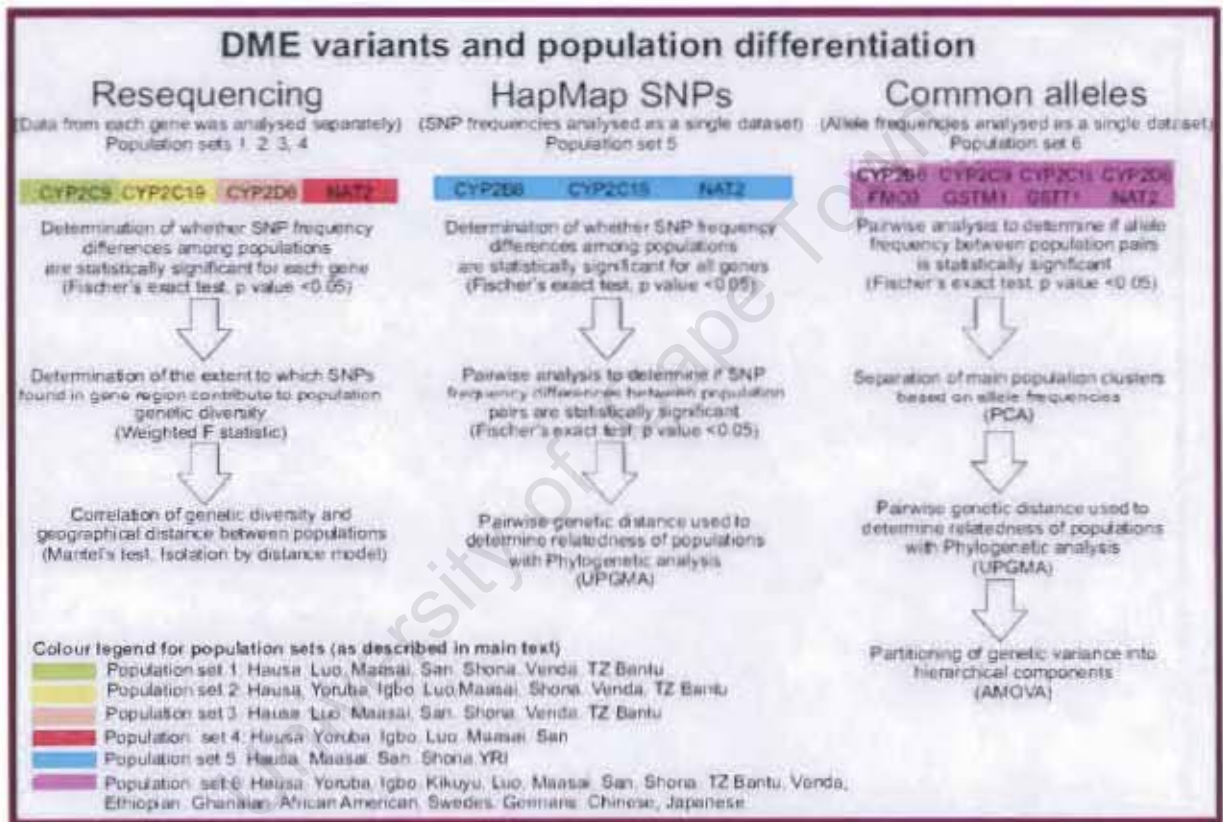 DME variants and population differentiation
Resequencing
(Data from each gene was analysed separately)
Population sets 1, 2, 3, 4
CYP2C9 CYP2C19 CYP2D6 NAT2
Determination of whether SNP frequency
differences among populations
are statistically significant for each gene
(Fischer's exact test, p value <0.05)
Determination of the extent to which SNPs
found in gene region contribute to population
genetic diversity
(Weighted F statistic)
Correlation of genetic diversity and
geographical distance between populations
(Mantel's test, Isolation by distance model)
HapMap SNPs
(SNP frequencies analysed as a single dataset)
Population set 5
CYP2B6 NAT2
Determination of whether SNP frequency
differences among populations
are statistically significant for all genes
(Fischer's exact test, p value <0.05)
Pairwise analysis to determine if SNP
frequency differences between population
pairs are statistically significant
(Fischer's exact test, p value <0.05)
Pairwise genetic distance used to
determine relatedness of populations
with Phylogenetic analysis
(UPGMA)
Common alleles
(Allele frequencies analysed as a single dataset)
Population set 6
CYP2B6 CYP2C9 CYP2D6
FMO3 GSTM1 GSTT1 NAT2
Pairwise analysis to determine if allele
frequency between population pairs
is statistically significant
(Fischer's exact test, p value <0.05)
Separation of main population clusters
based on allele frequencies
(PCA)
Pairwise genetic distance used to
determine relatedness of populations
with Phylogenetic analysis
(UPGMA)
Partitioning of genetic variance into
hierarchical components
(AMOVA)
Colour legend for population sets (as described in main text)
Population set 1: Hausa, Luo, Maasai, San, Shona, Venda, TZ Bantu
Population set 2: Hausa, Yoruba, Igbo, Luo, Maasai, Shona, Venda, TZ Bantu
Population set 3: Hausa, Luo, Maasai, San, Shona, Venda, TZ Bantu
Population set 4: Hausa, Yoruba, Igbo, Luo, Maasai, San
Population set 5: Hausa, Maasai, San, Shona, YRI
Population set 6: Hausa, Yoruba, Igbo, Kikuyu, Luo, Maasai, San, Shona, TZ Bantu, Venda,
Ethiopian, Ghanaian, African American, Swedes, Germans, Chinese, Japanese
University of Cape Town